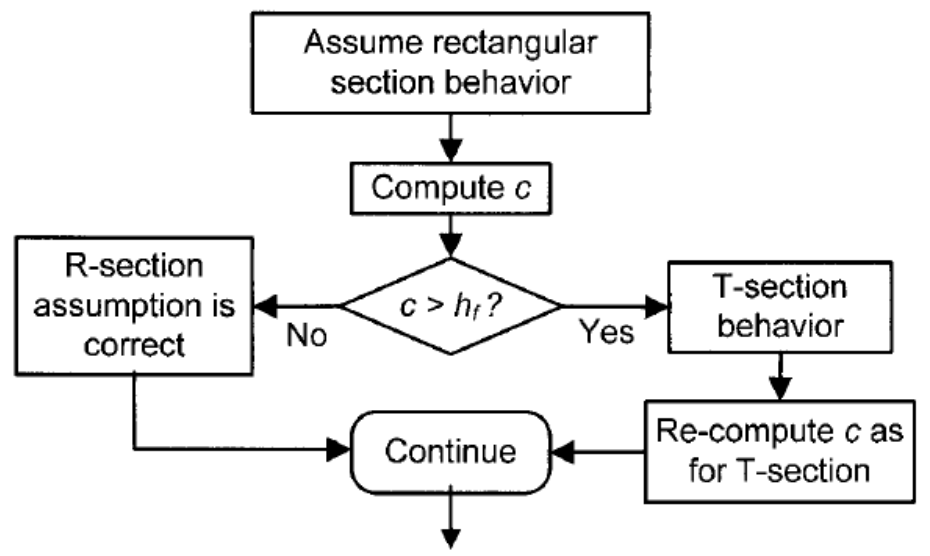 Assume rectangular
section behavior
Compute c
c > hf ?
No
Yes
R-section
assumption is
correct
T-section
behavior
Re-compute c as
for T-section
Continue